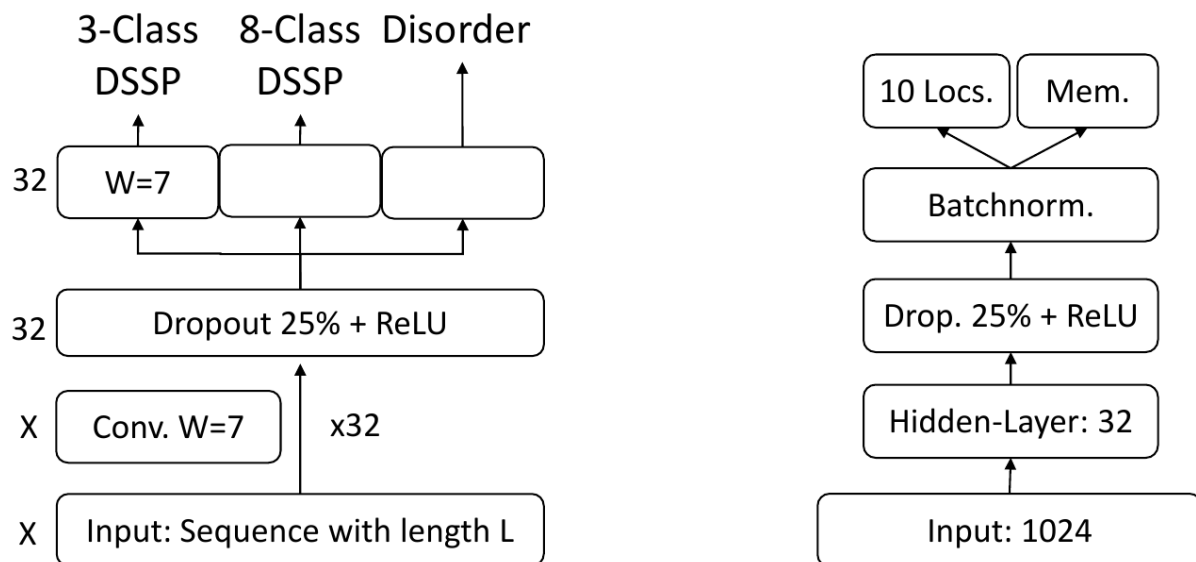 3-Class 8-Class Disorder
DSSP DSSP
32 W=7
32 Dropout 25% + ReLU
X Conv. W=7 x32
X Input: Sequence with length L
10 Locs. Mem.
Batchnorm.
Drop. 25% + ReLU
Hidden-Layer: 32
Input: 1024